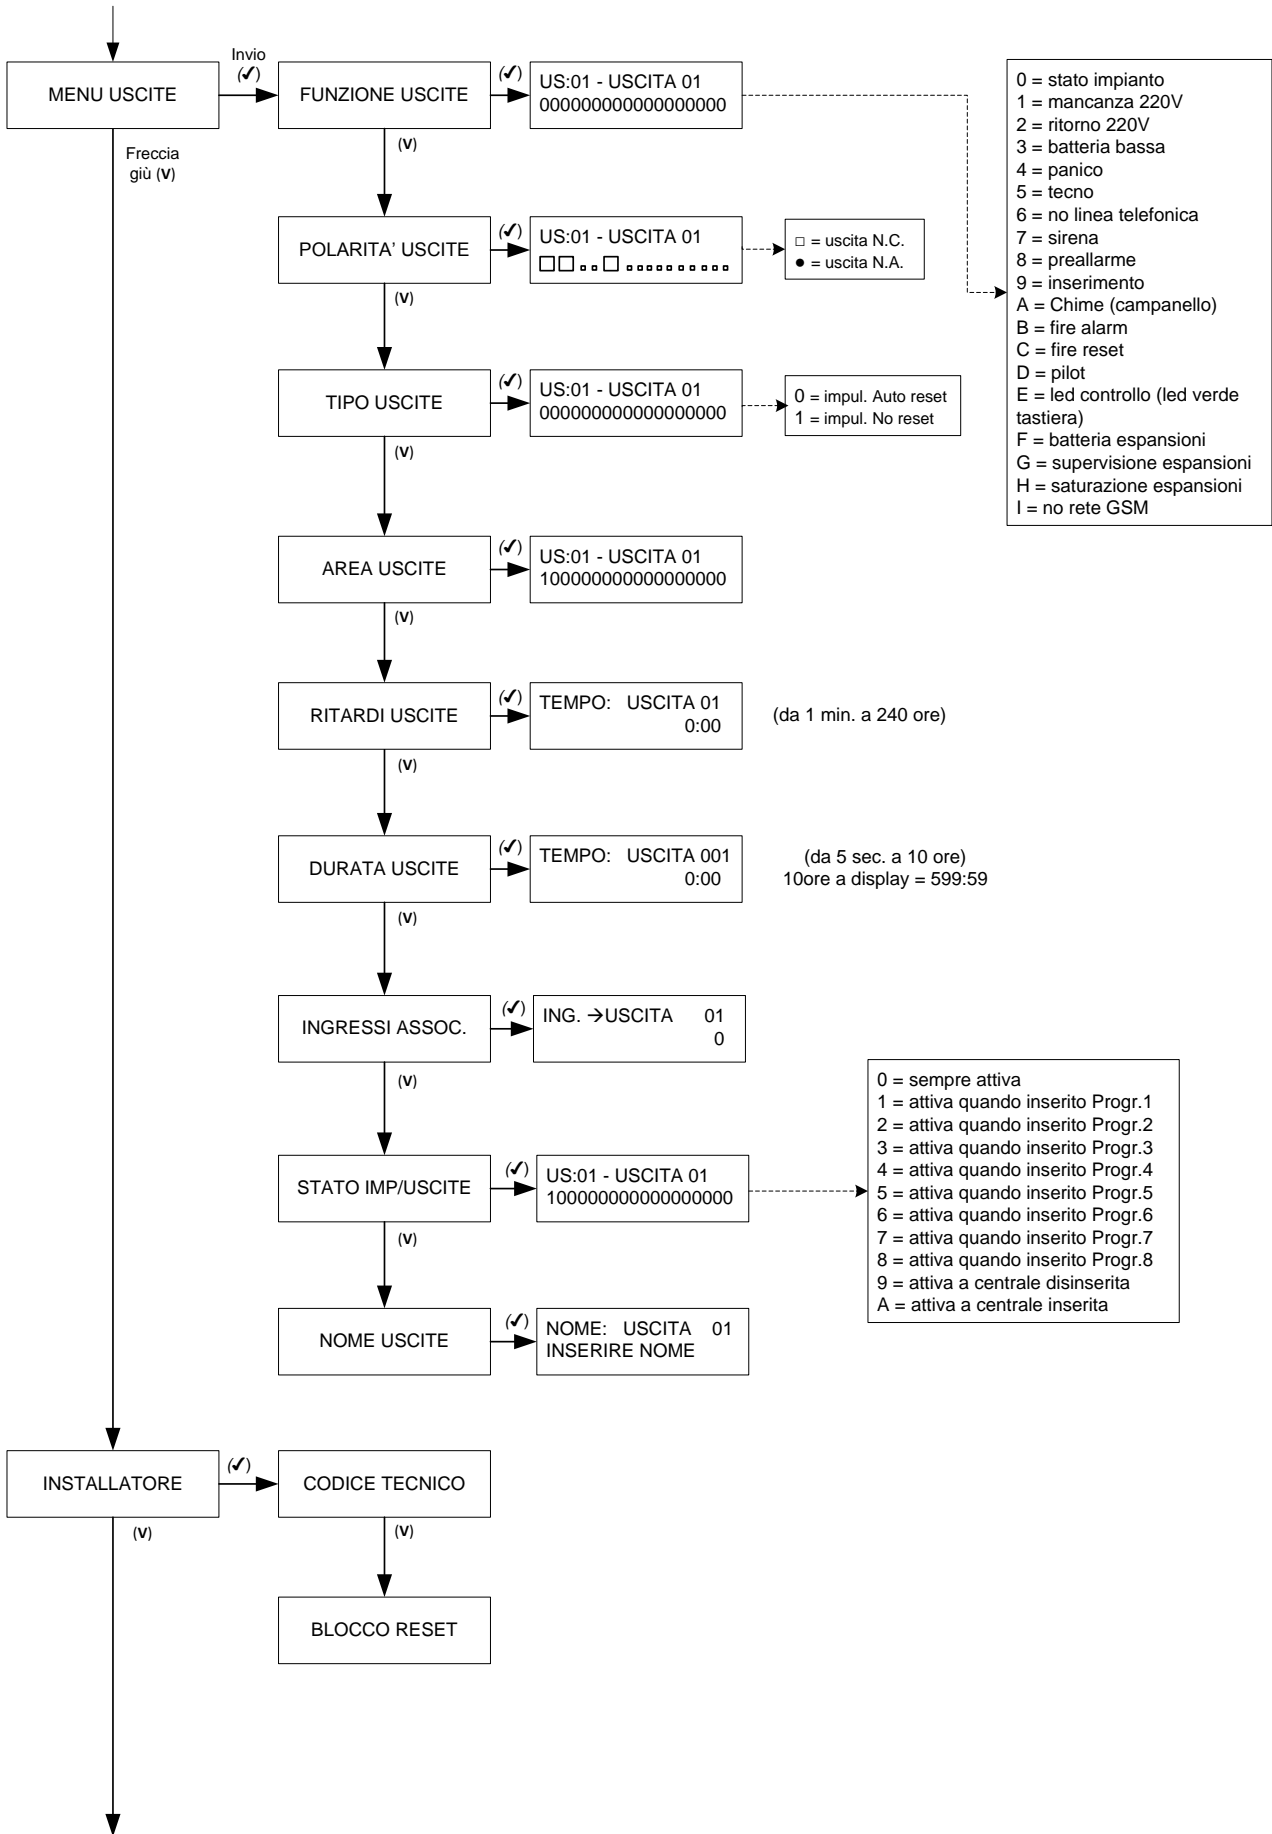 Invio
(✓)
MENU USCITE
FUNZIONE USCITE
(✓)
US:01 - USCITA 01
000000000000000000
0 = stato impianto
1 = mancanza 220V
2 = ritorno 220V
3 = batteria bassa
4 = panico
5 = tecno
6 = no linea telefonica
7 = sirena
8 = preallarme
9 = inserimento
A = Chime (campanello)
B = fire alarm
C = fire reset
D = pilot
E = led controllo (led verde
tastiera)
F = batteria espansioni
G = supervisione espansioni
H = saturazione espansioni
I = no rete GSM
Freccia
giù (V)
(V)
POLARITA' USCITE
(✓)
US:01 - USCITA 01
□ = uscita N.C.
● = uscita N.A.
(V)
TIPO USCITE
(✓)
US:01 - USCITA 01
000000000000000000
0 = impul. Auto reset
1 = impul. No reset
(V)
AREA USCITE
(✓)
US:01 - USCITA 01
100000000000000000
(V)
RITARDI USCITE
(✓)
TEMPO: USCITA 01
0:00
(da 1 min. a 240 ore)
(V)
DURATA USCITE
(✓)
TEMPO: USCITA 001
0:00
(da 5 sec. a 10 ore)
10ore a display = 599:59
(V)
INGRESSI ASSOC.
(✓)
ING. →USCITA 01
0
(V)
STATO IMP/USCITE
(✓)
US:01 - USCITA 01
100000000000000000
0 = sempre attiva
1 = attiva quando inserito Progr.1
2 = attiva quando inserito Progr.2
3 = attiva quando inserito Progr.3
4 = attiva quando inserito Progr.4
5 = attiva quando inserito Progr.5
6 = attiva quando inserito Progr.6
7 = attiva quando inserito Progr.7
8 = attiva quando inserito Progr.8
9 = attiva a centrale disinserita
A = attiva a centrale inserita
(V)
NOME USCITE
(✓)
NOME: USCITA 01
INSERIRE NOME
INSTALLATORE
(✓)
CODICE TECNICO
(V)
(V)
BLOCCO RESET